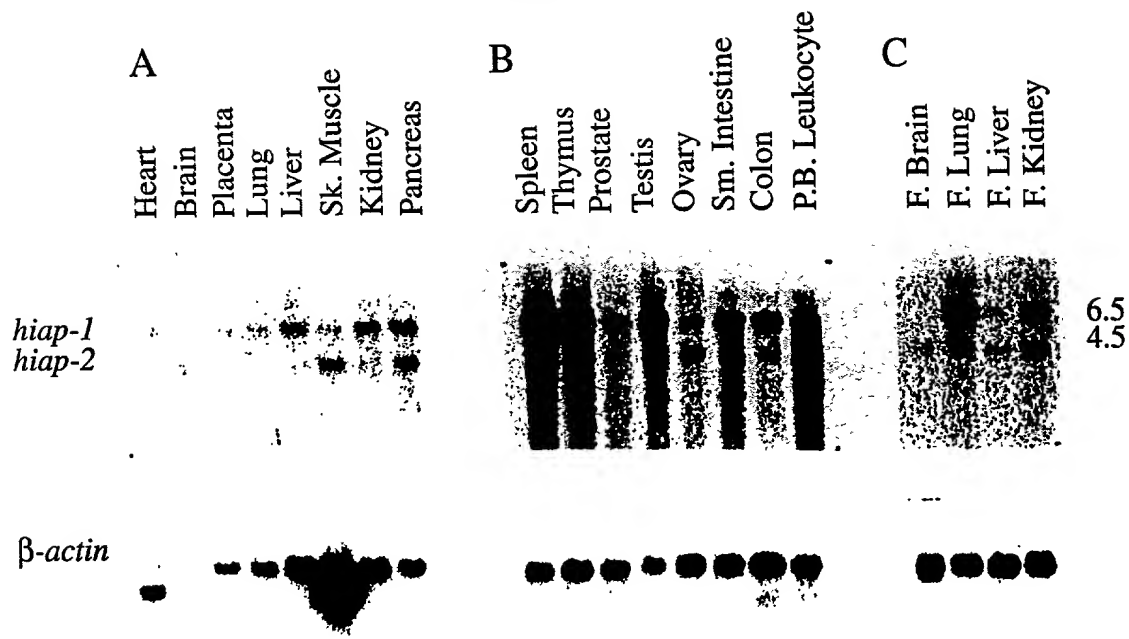 A
Heart
Brain
Placenta
Lung
Liver
Sk. Muscle
Kidney
Pancreas
B
Spleen
Thymus
Prostate
Testis
Ovary
Sm. Intestine
Colon
P.B. Leukocyte
C
F. Brain
F. Lung
F. Liver
F. Kidney
hiap-1
hiap-2
6.5
4.5
β-actin